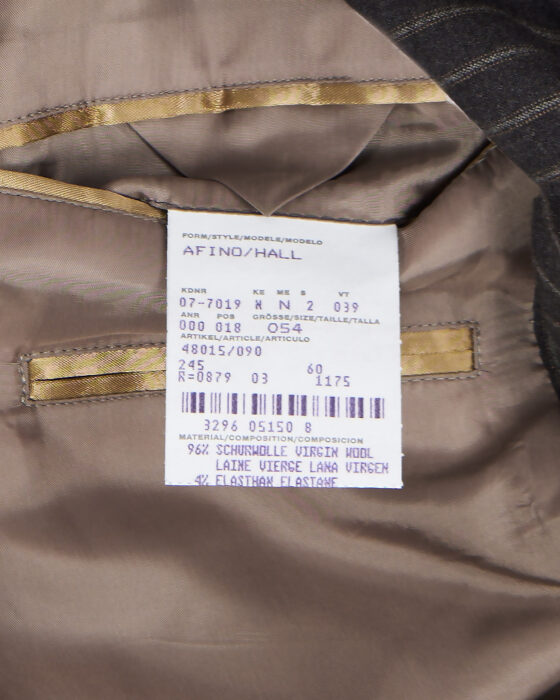 FORM/STYLE/MODELE/MODELO
AFINO/HALL
KDNR KE ME S VT
07-7019 N 2 039
ANR POS GRÖSSE/SIZE/TAILLE/TALLA
000 018 054
ARTIKEL/ARTICLE/ARTICULO
48015/090
245 60
R=0879 03 1175
3296 05150 8
MATERIAL/COMPOSITION/COMPOSICION
96% SCHURWOLLE VIRGIN WOOL
LAINE VIERGE LANA VIRGEN
4% ELASTHAN ELASTANE